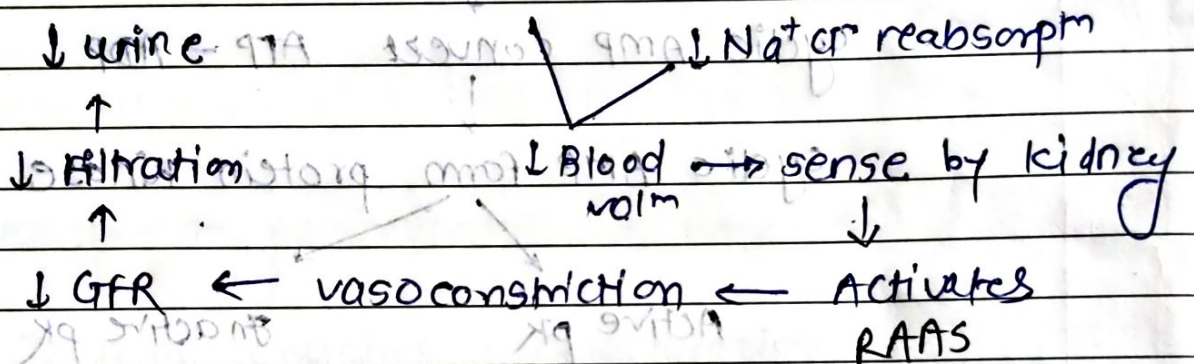 ↓ urine ↓ Na⁺ Cl⁻ reabsorpⁿ
↑
↓ Filtration ↓ Blood → sense by kidney
volᵐ
↑ ↓
↓ GFR ← vasoconstriction ← Activates
RAAS